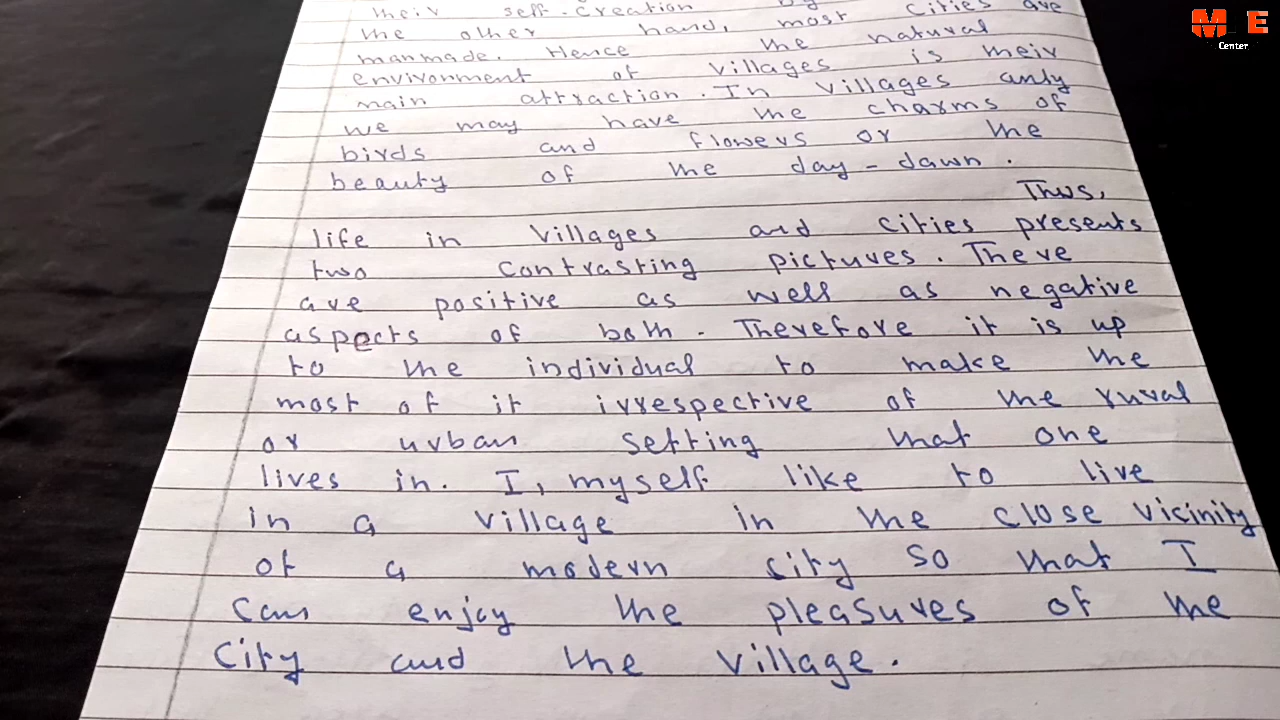 their self-creation by
the other hand, most cities are
manmade. Hence the natural
environment of villages is their
main attraction. In villages only
we may have the charms of
birds and flowers or the
beauty of the day-dawn.
Thus,
life in villages and cities presents
two contrasting pictures. There
are positive as well as negative
aspects of both. Therefore it is up
to the individual to make the
most of it irrespective of the rural
or urban setting that one
lives in. I, myself like to live
in a village in the close vicinity
of a modern city so that I
can enjoy the pleasures of the
city and the village.
M E
Center